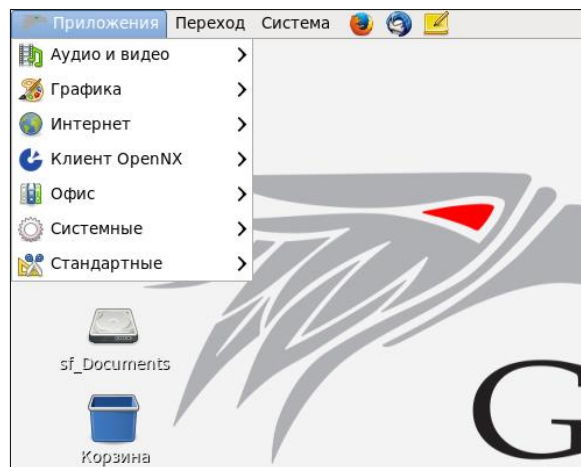 Приложения Переход Система
Аудио и видео
Графика
Интернет
Клиент OpenNX
Офис
Системные
Стандартные
sf_Documents
Корзина
G